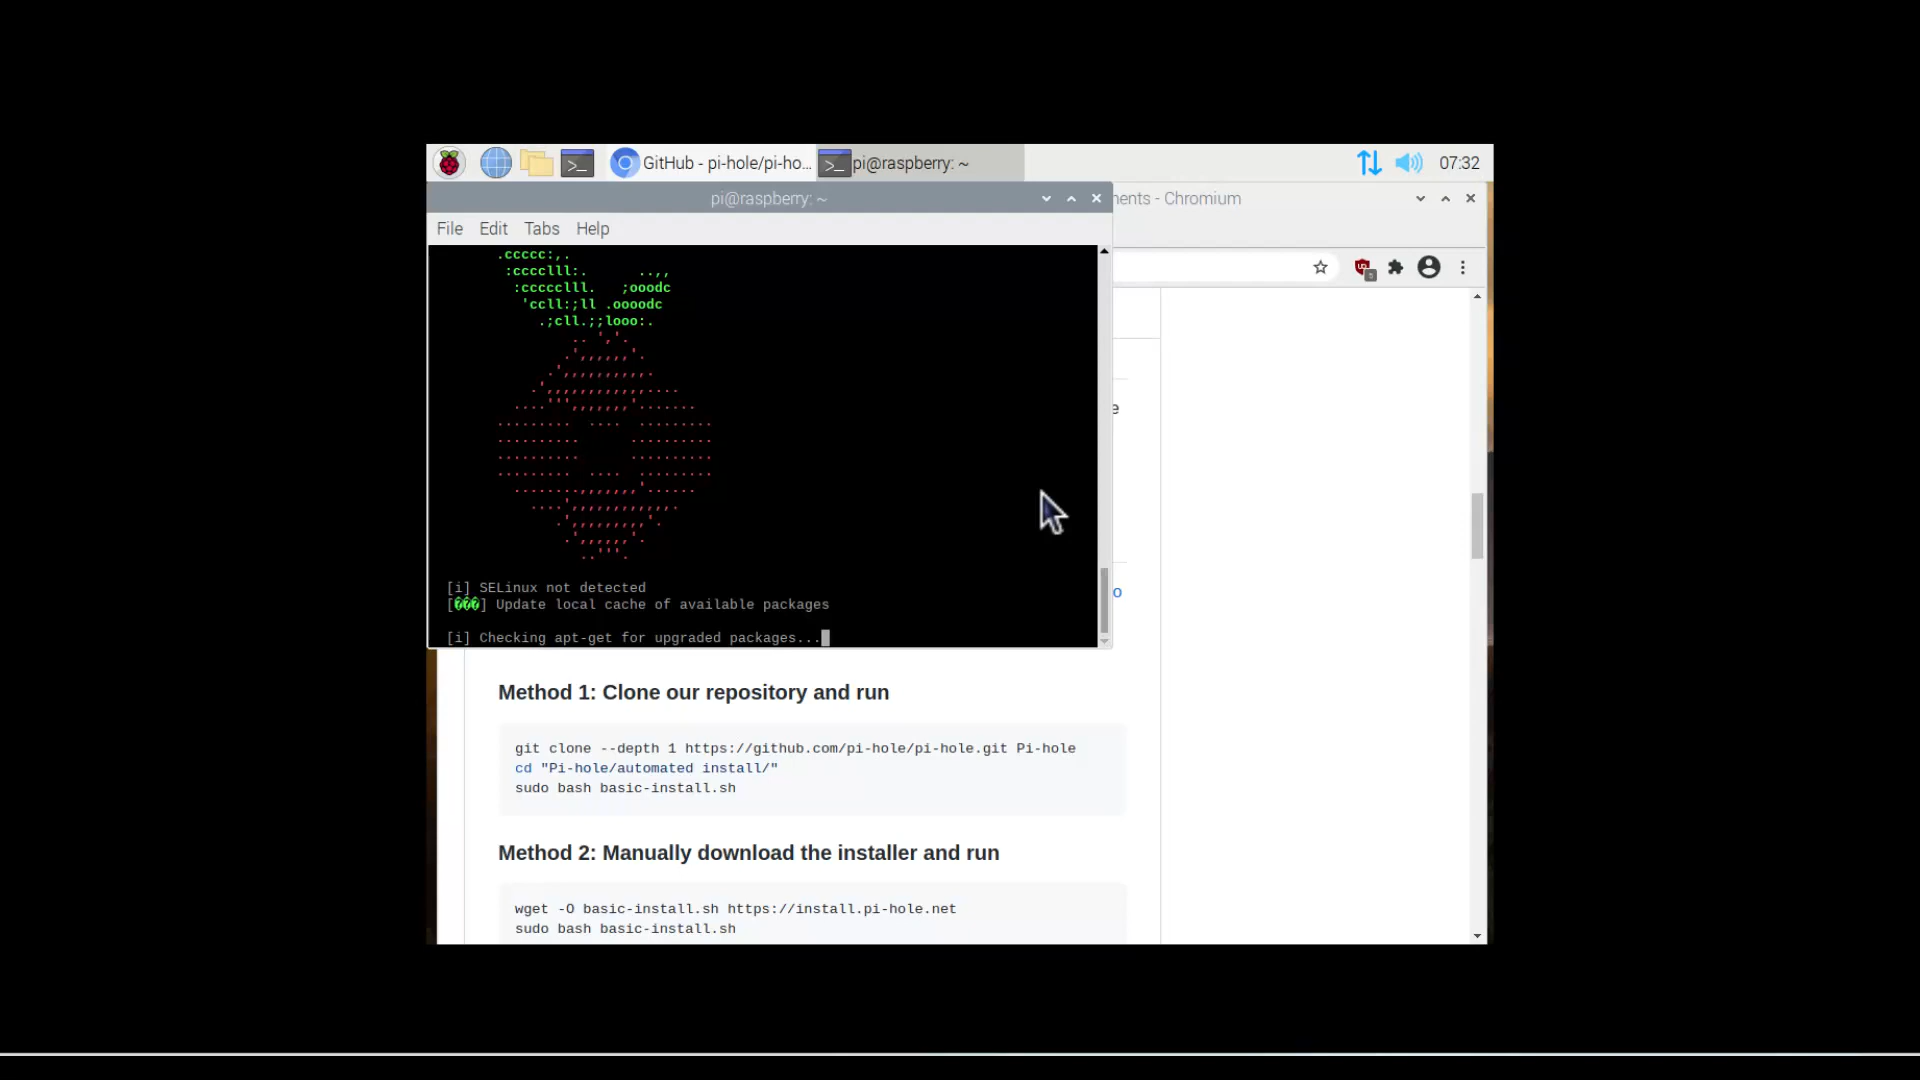 GitHub - pi-hole/pi-ho... pi@raspberry: ~ 07:32
pi@raspberry: ~ ents - Chromium
File Edit Tabs Help
.ccccc:,.
:cccclll:. ..,,
:ccccclll. ;ooodc
'ccll:;ll .oooodc
.;cll.;;looo:.
.. ','.
.',,,,,,'.
.',,,,,,,,,,.
.',,,,,,,,,,,,....
....''',,,,,,,'.......
......... .... .........
.......... ..........
.......... ..........
......... .... .........
........,,,,,,,'......
....',,,,,,,,,,,,.
.',,,,,,,,,'.
.',,,,,,'.
..'''.
e
[i] SELinux not detected
o
[���] Update local cache of available packages
[i] Checking apt-get for upgraded packages...
Method 1: Clone our repository and run
git clone --depth 1 https://github.com/pi-hole/pi-hole.git Pi-hole
cd "Pi-hole/automated install/"
sudo bash basic-install.sh
Method 2: Manually download the installer and run
wget -O basic-install.sh https://install.pi-hole.net
sudo bash basic-install.sh